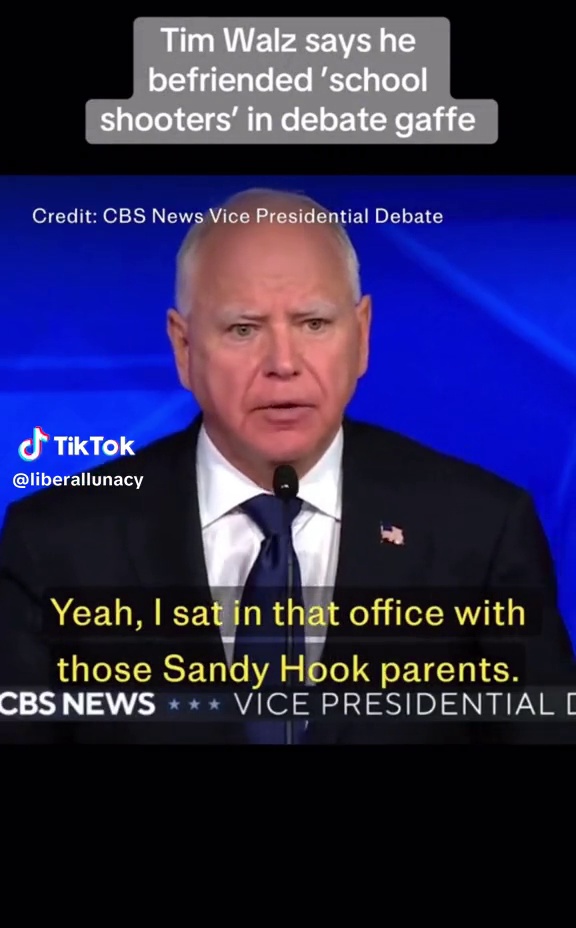 Tim Walz says he
befriended 'school
shooters' in debate gaffe
Credit: CBS News Vice Presidential Debate
TikTok
@liberallunacy
Yeah, I sat in that office with
those Sandy Hook parents.
CBS NEWS ★ ★ ★ VICE PRESIDENTIAL D